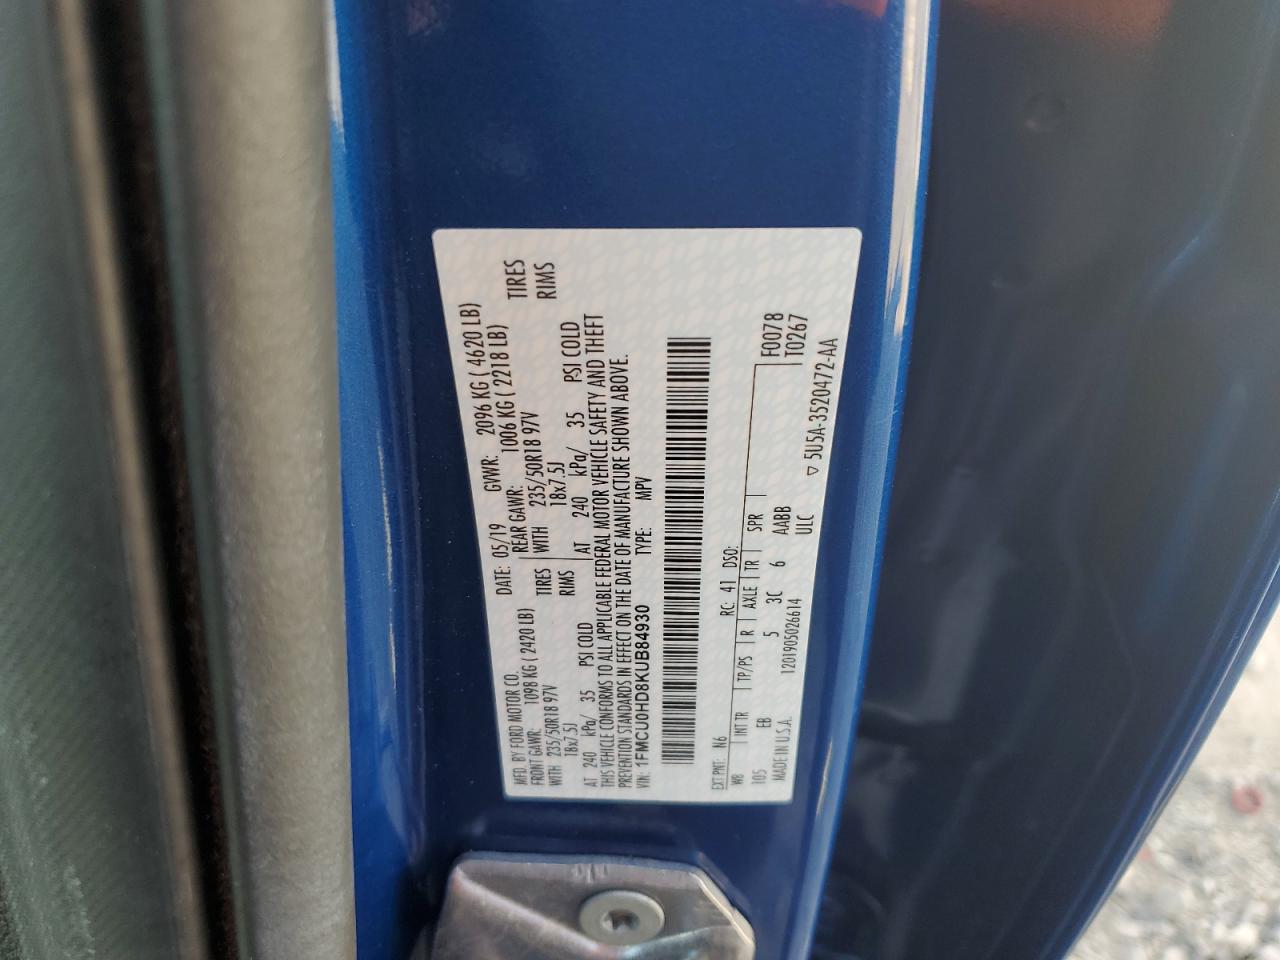 MFD. BY FORD MOTOR CO.
DATE: 05/19 GVWR: 2096 KG ( 4620 LB)
FRONT GAWR: 1098 KG ( 2420 LB) REAR GAWR: 1006 KG ( 2218 LB)
WITH 235/50R18 97V TIRES WITH 235/50R18 97V TIRES
18x7.5J RIMS 18x7.5J RIMS
AT 240 kPa/ 35 PSI COLD AT 240 kPa/ 35 PSI COLD
THIS VEHICLE CONFORMS TO ALL APPLICABLE FEDERAL MOTOR VEHICLE SAFETY AND THEFT
PREVENTION STANDARDS IN EFFECT ON THE DATE OF MANUFACTURE SHOWN ABOVE.
VIN: 1FMCU0HD8KUB84930 TYPE: MPV
EXT PNT: N6 RC: 41 DSO:
WB INT TR TP/PS R AXLE TR SPR F0078
105 EB 5 3C 6 AABB T0267
MADE IN U.S.A. 1201905026614 ULC ▽ 5U5A-3520472-AA